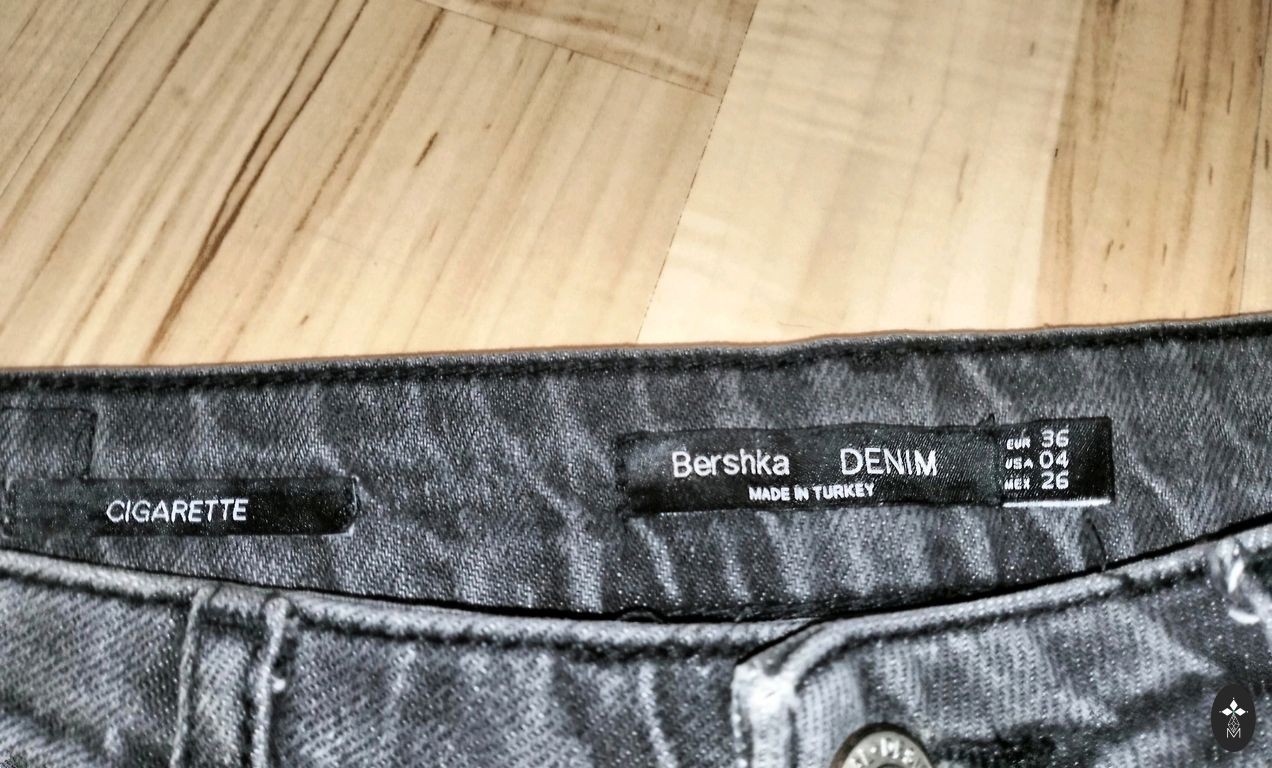 CIGARETTE
Bershka DENIM
MADE IN TURKEY
EUR 36
USA 04
MEX 26
M